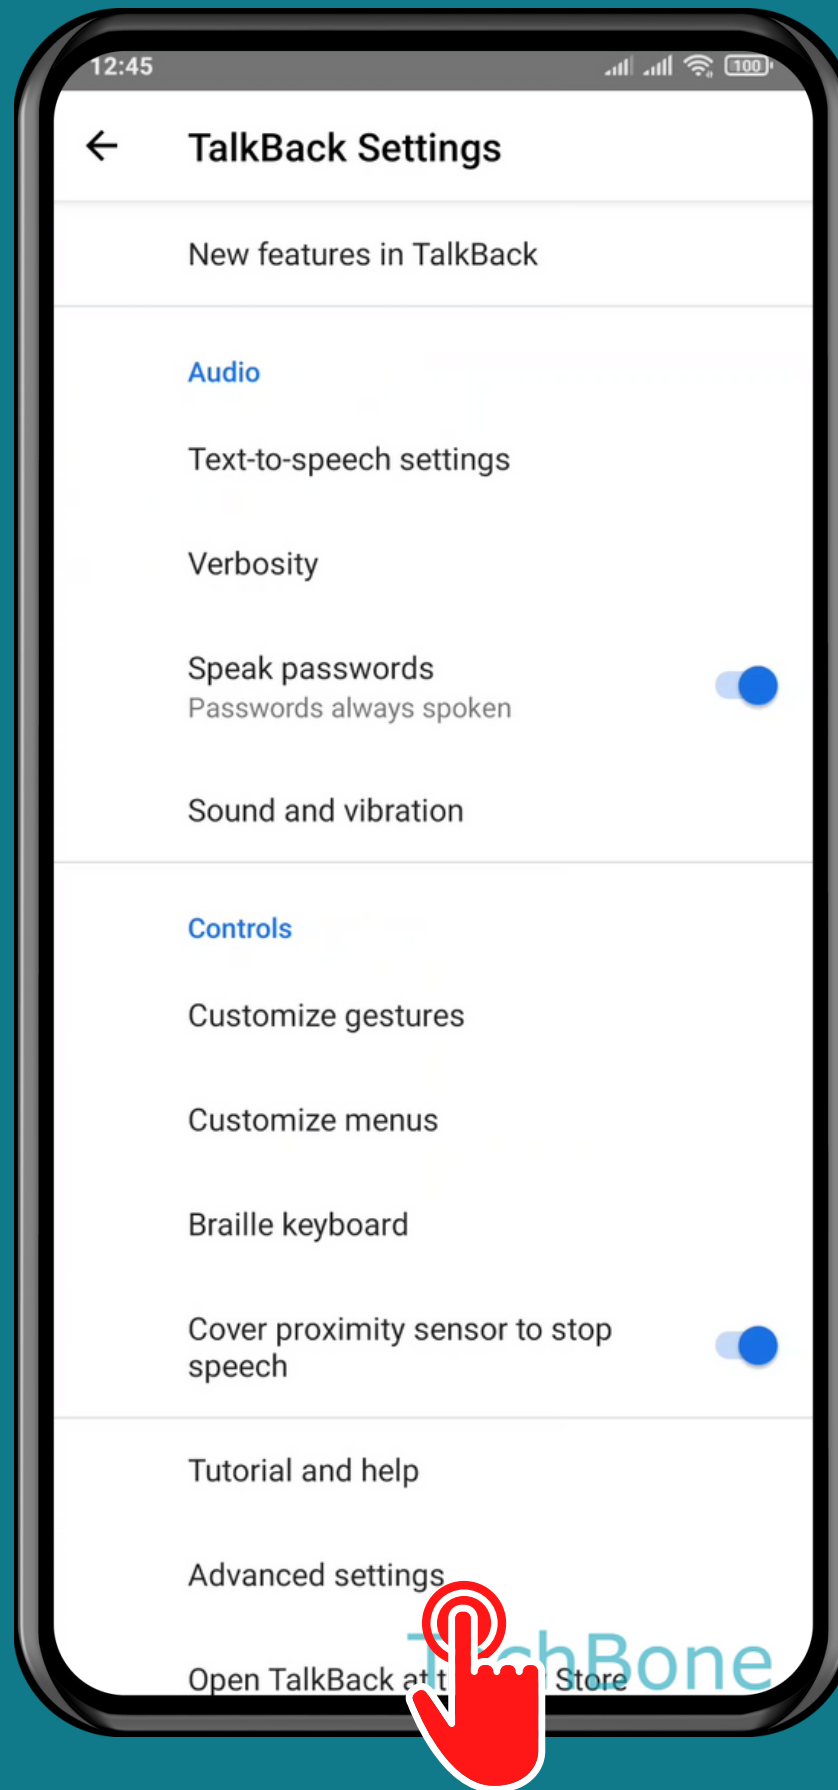 12:45
100
TalkBack Settings
New features in TalkBack
Audio
Text-to-speech settings
Verbosity
Speak passwords
Passwords always spoken
Sound and vibration
Controls
Customize gestures
Customize menus
Braille keyboard
Cover proximity sensor to stop
speech
Tutorial and help
Advanced settings
TechBone
Open TalkBack at Store